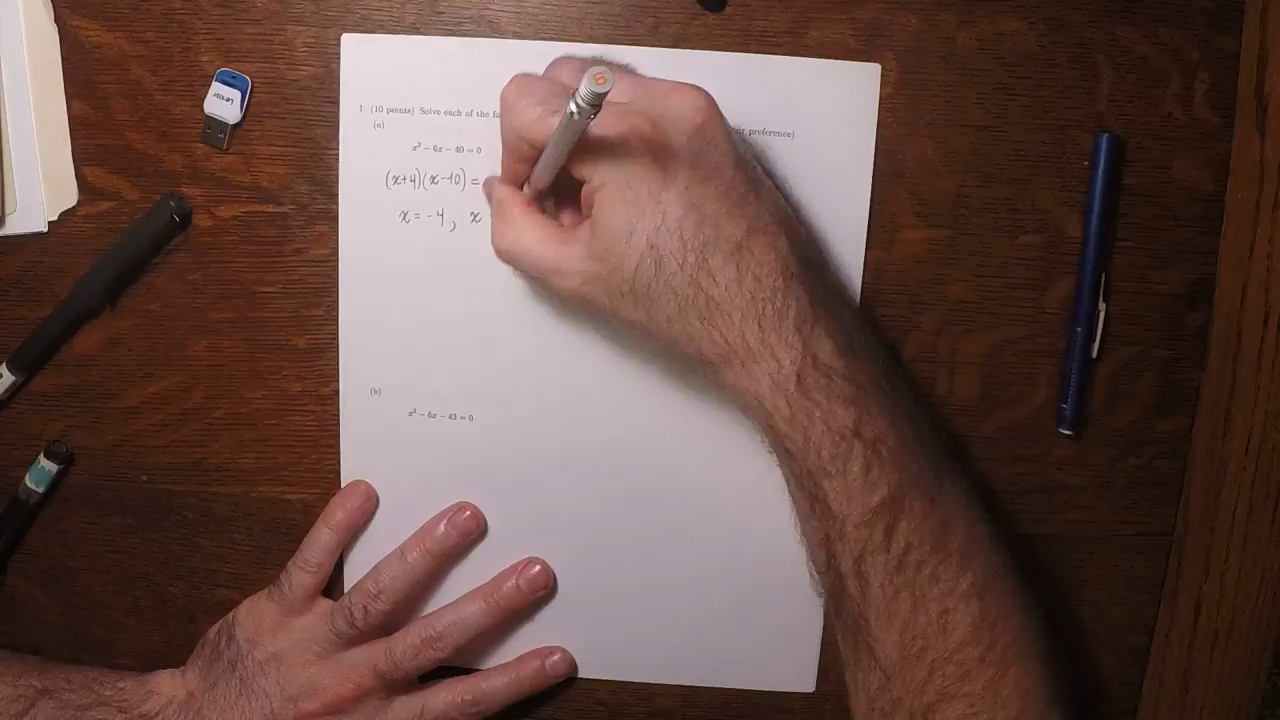 1. (10 points) Solve each of the
preference).
(a)
x² − 6x − 40 = 0
(x+4)(x-10) =
x = -4, x
(b)
x² − 6x − 43 = 0
Lexar